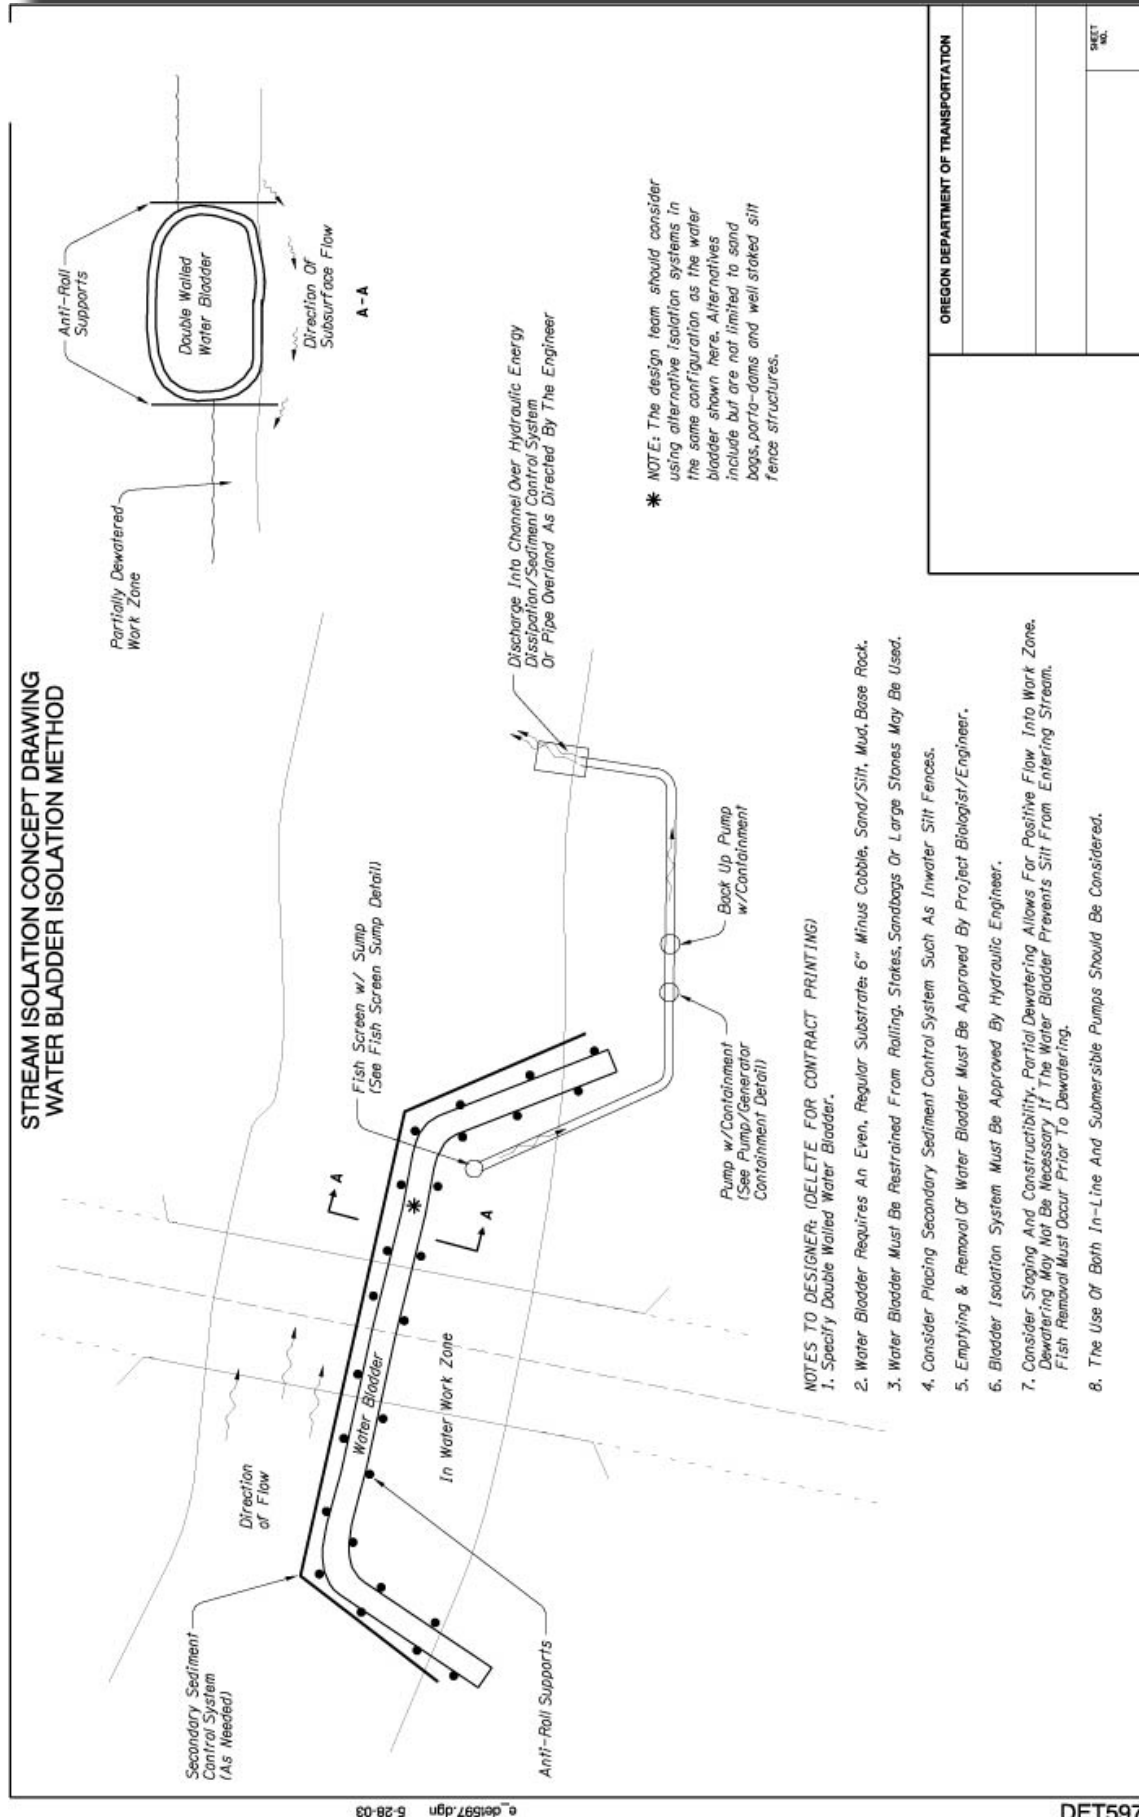 STREAM ISOLATION CONCEPT DRAWING
WATER BLADDER ISOLATION METHOD
Secondary Sediment
Control System
(As Needed)
Direction
of Flow
Anti-Roll Supports
Water Bladder
In Water Work Zone
A
A
*
Fish Screen w/ Sump
(See Fish Screen Sump Detail)
Pump w/Containment
(See Pump/Generator
Containment Detail)
Back Up Pump
w/Containment
Discharge Into Channel Over Hydraulic Energy
Dissipation/Sediment Control System
Or Pipe Overland As Directed By The Engineer
Partially Dewatered
Work Zone
Anti-Roll
Supports
Double Walled
Water Bladder
Direction Of
Subsurface Flow
A-A
* NOTE: The design team should consider
using alternative isolation systems in
the same configuration as the water
bladder shown here. Alternatives
include but are not limited to sand
bags, porta-dams and well staked silt
fence structures.
NOTES TO DESIGNER: (DELETE FOR CONTRACT PRINTING)
1. Specify Double Walled Water Bladder.
2. Water Bladder Requires An Even, Regular Substrate: 6" Minus Cobble, Sand/Silt, Mud, Base Rock.
3. Water Bladder Must Be Restrained From Rolling. Stakes, Sandbags Or Large Stones May Be Used.
4. Consider Placing Secondary Sediment Control System Such As Inwater Silt Fences.
5. Emptying & Removal Of Water Bladder Must Be Approved By Project Biologist/Engineer.
6. Bladder Isolation System Must Be Approved By Hydraulic Engineer.
7. Consider Staging And Constructibility. Partial Dewatering Allows For Positive Flow Into Work Zone.
Dewatering May Not Be Necessary If The Water Bladder Prevents Silt From Entering Stream.
Fish Removal Must Occur Prior To Dewatering.
8. The Use Of Both In-Line And Submersible Pumps Should Be Considered.
OREGON DEPARTMENT OF TRANSPORTATION
SHEET
NO.
e_det597.dgn 5-28-03
DET597